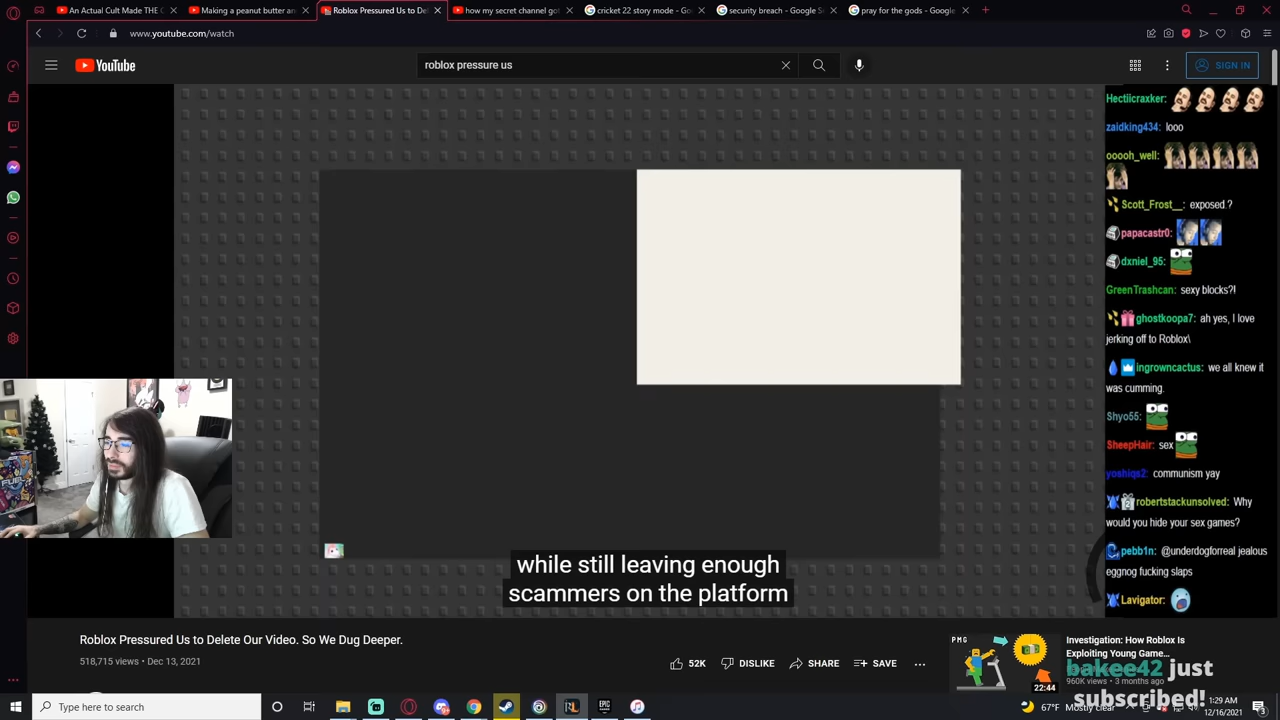 An Actual Cult Made THE C
Making a peanut butter an
Roblox Pressured Us to De
how my secret channel got
cricket 22 story mode - Go
security breach - Google S
pray for the gods - Google
www.youtube.com/watch
YouTube
roblox pressure us
SIGN IN
Hectiicraxker:
zaidking434: looo
ooooh_well:
Scott_Frost__: exposed.?
papacastr0:
dxniel_95:
GreenTrashcan: sexy blocks?!
ghostkoopa7: ah yes, I love
jerking off to Roblox\
ingrowncactus: we all knew it
was cumming.
Shyo55:
SheepHair: sex
yoshiqs2: communism yay
robertstackunsolved: Why
would you hide your sex games?
pebb1n: @underdogforreal jealous
eggnog fucking slaps
Lavigator:
while still leaving enough
scammers on the platform
Roblox Pressured Us to Delete Our Video. So We Dug Deeper.
518,715 views • Dec 13, 2021
52K
DISLIKE
SHARE
SAVE
PMG
22:44
Investigation: How Roblox Is
Exploiting Young Game…
960K views • 3 months ago
bakee42 just
subscribed!
Type here to search
EPIC
67°F Mostly clear
1:29 AM
12/16/2021